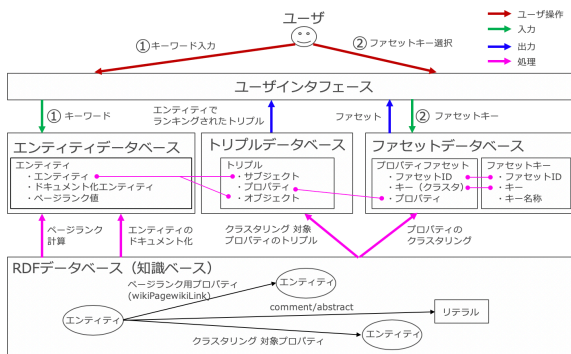 ユーザ
①キーワード入力
②ファセットキー選択
ユーザ操作
入力
出力
処理
ユーザインタフェース
①キーワード
エンティティで
ランキングされたトリプル
ファセット
②ファセットキー
エンティティデータベース
エンティティ
・エンティティ
・ドキュメント化エンティティ
・ページランク値
トリプルデータベース
トリプル
・サブジェクト
・プロパティ
・オブジェクト
ファセットデータベース
プロパティファセット
・ファセットID
・キー（クラスタ）
・プロパティ
ファセットキー
・ファセットID
・キー
・キー名称
ページランク
計算
エンティティの
ドキュメント化
クラスタリング 対象
プロパティのトリプル
プロパティの
クラスタリング
RDFデータベース（知識ベース）
ページランク用プロパティ
(wikiPagewikiLink)
エンティティ
comment/abstract
リテラル
エンティティ
クラスタリング 対象プロパティ
エンティティ